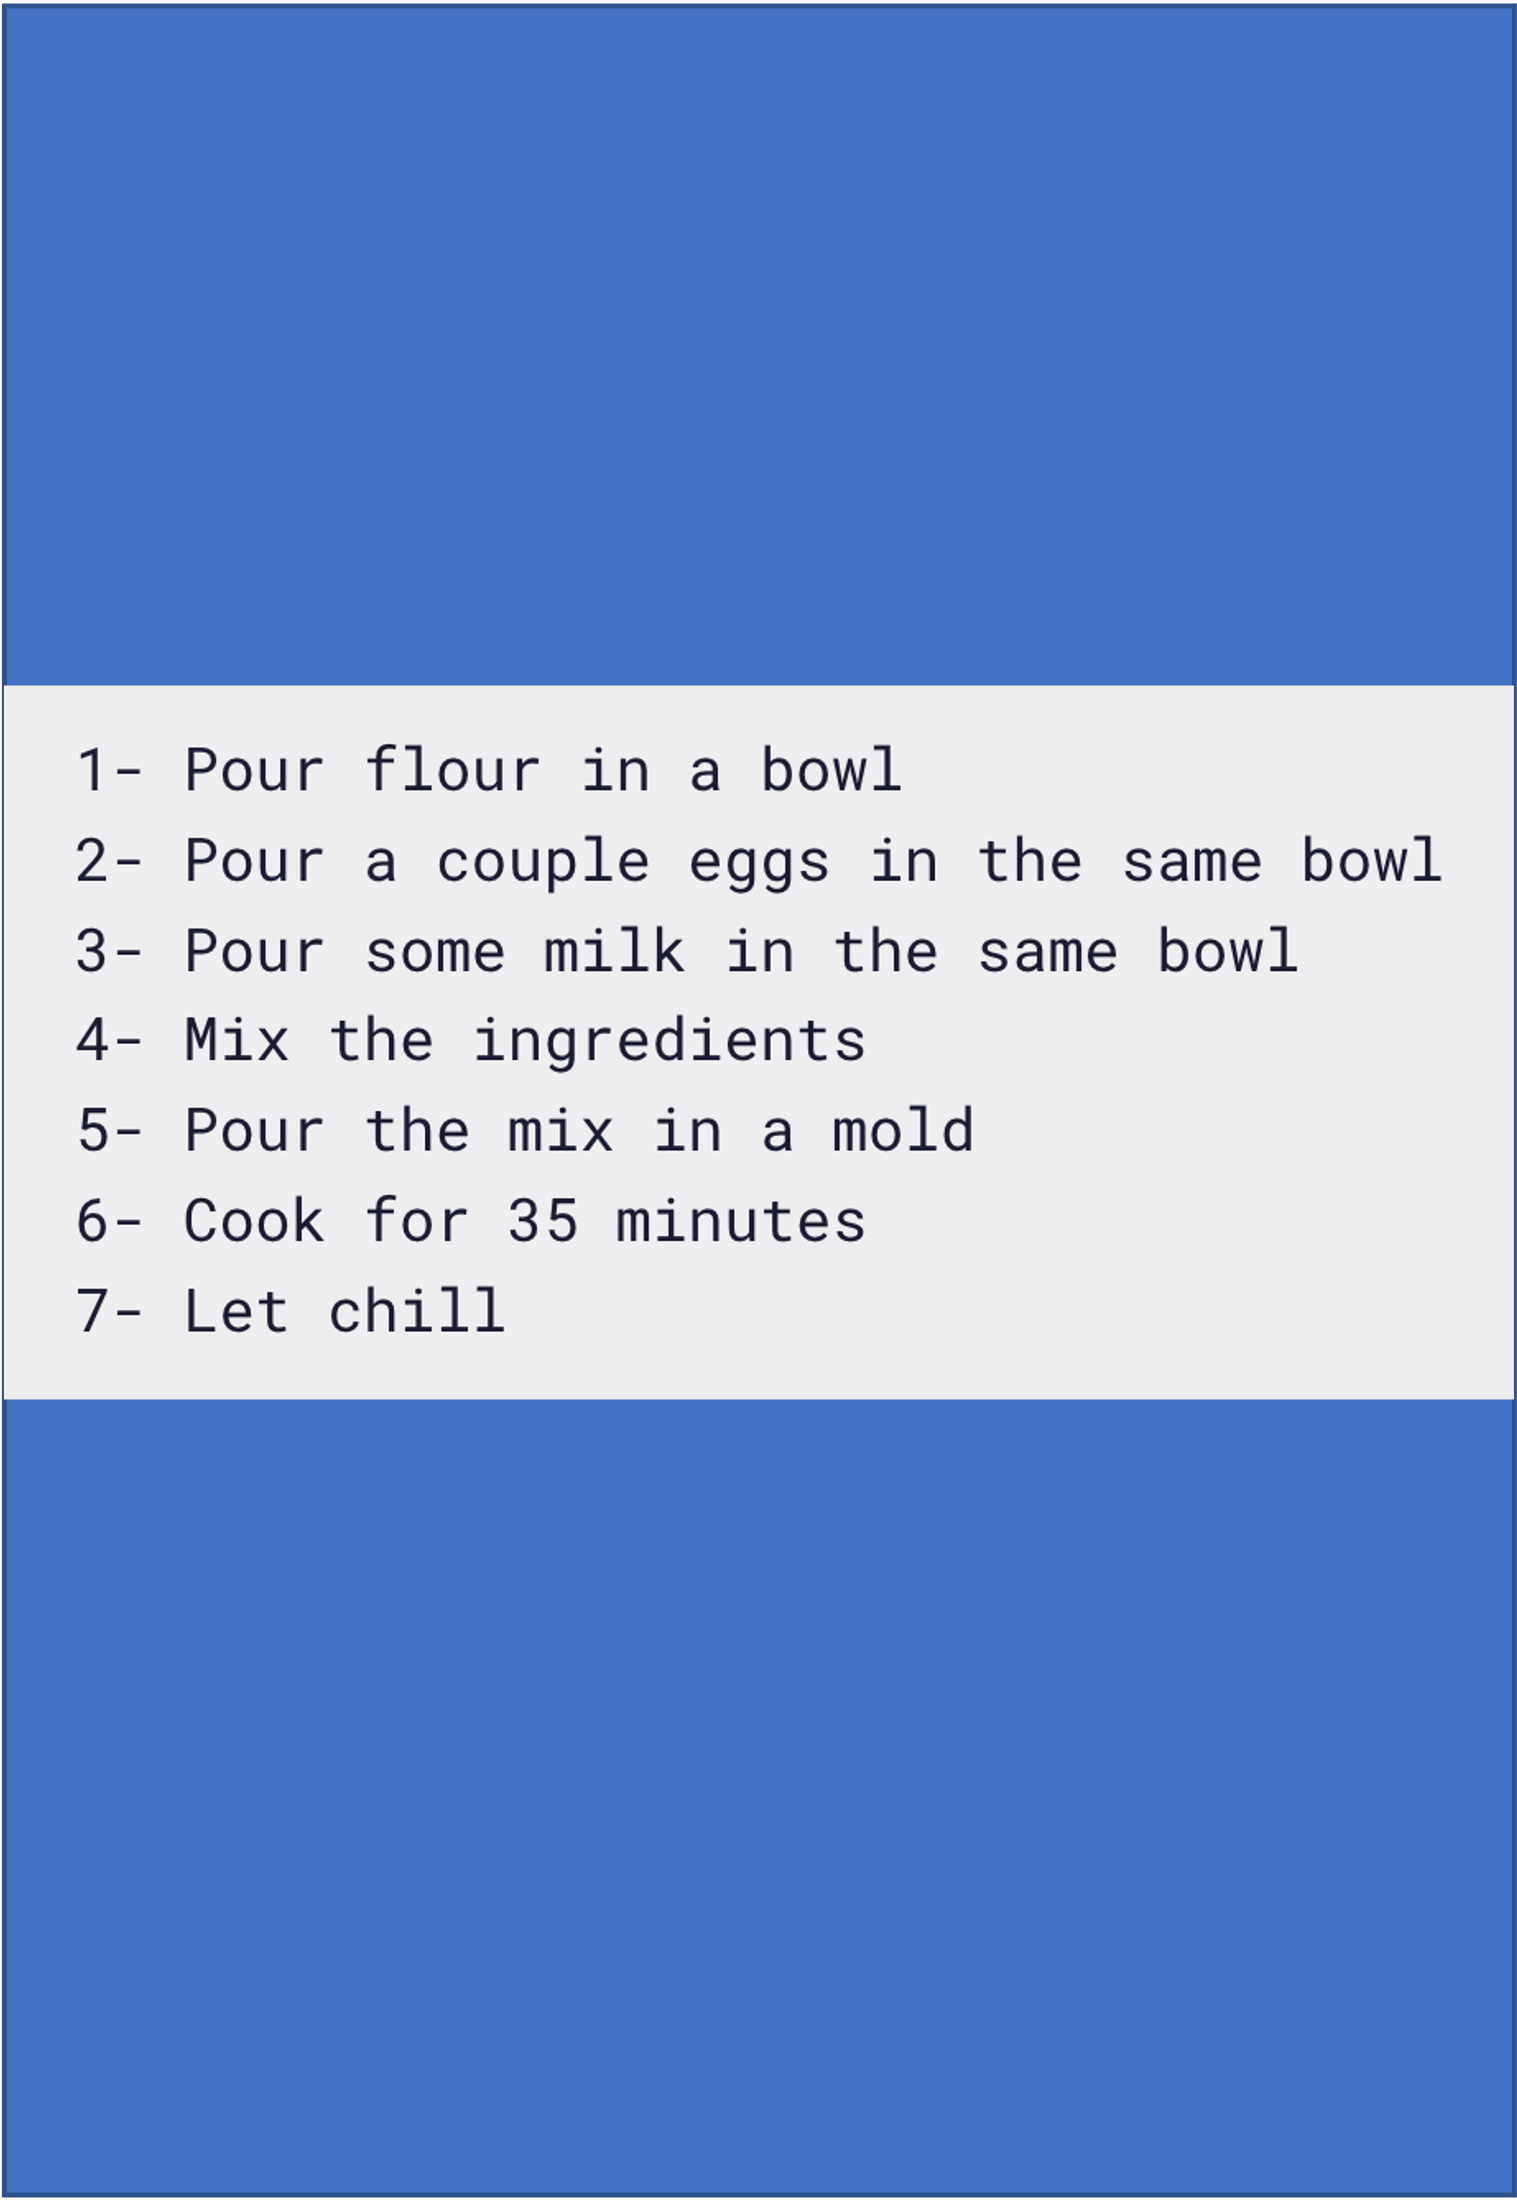 1- Pour flour in a bowl
2- Pour a couple eggs in the same bowl
3- Pour some milk in the same bowl
4- Mix the ingredients
5- Pour the mix in a mold
6- Cook for 35 minutes
7- Let chill